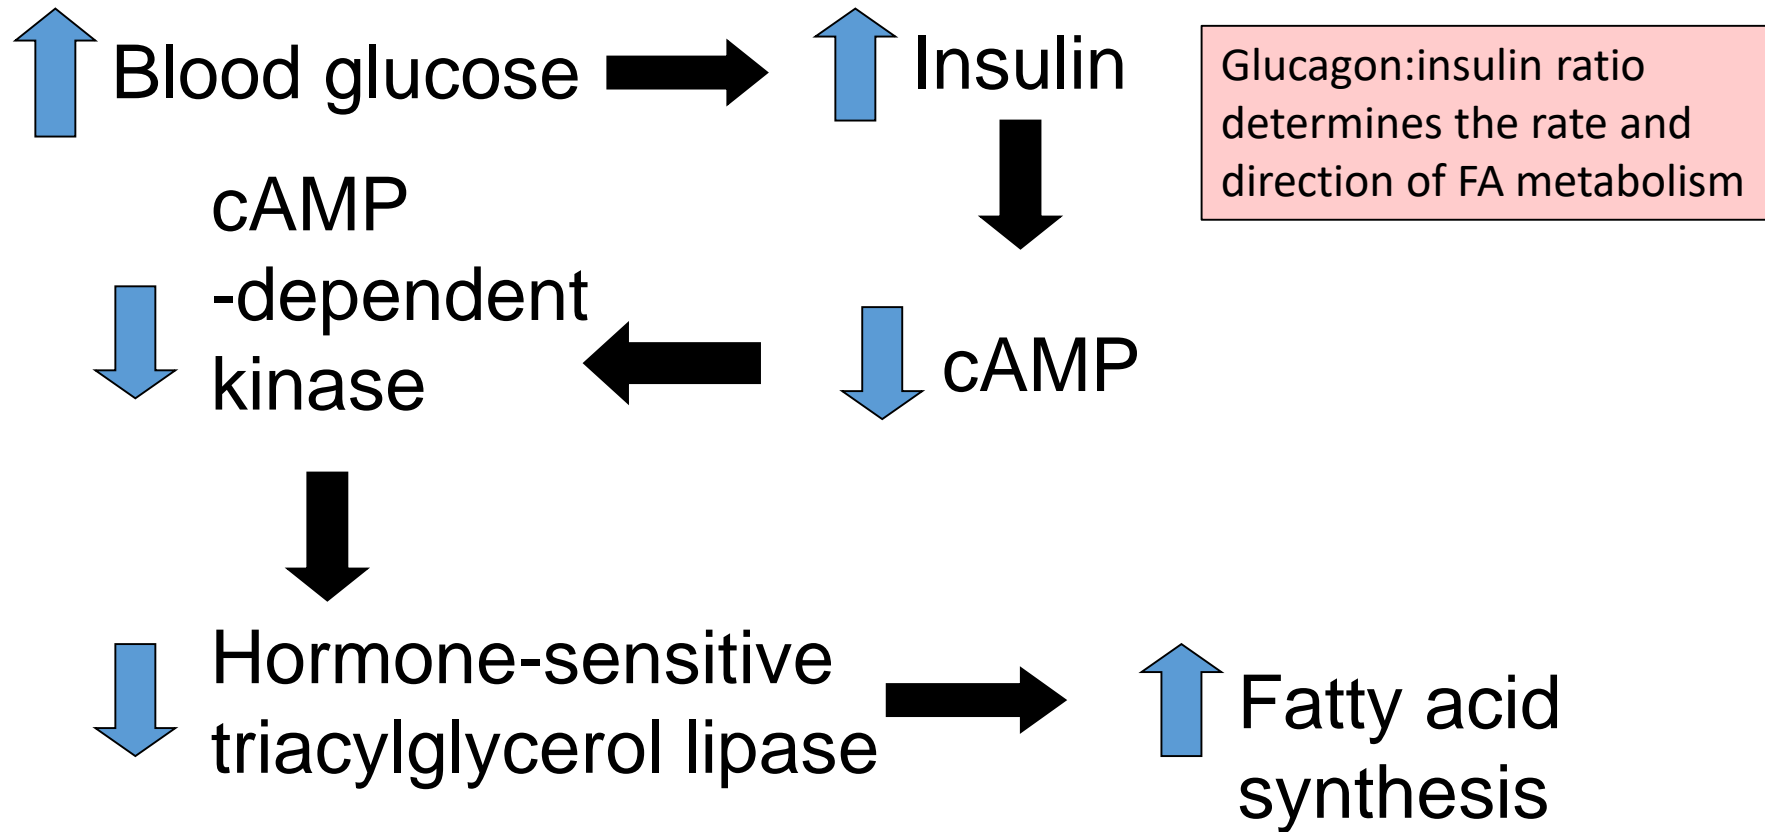 Blood glucose
Insulin
Glucagon:insulin ratio
determines the rate and
direction of FA metabolism
cAMP
cAMP
-dependent
kinase
Hormone-sensitive
triacylglycerol lipase
Fatty acid
synthesis